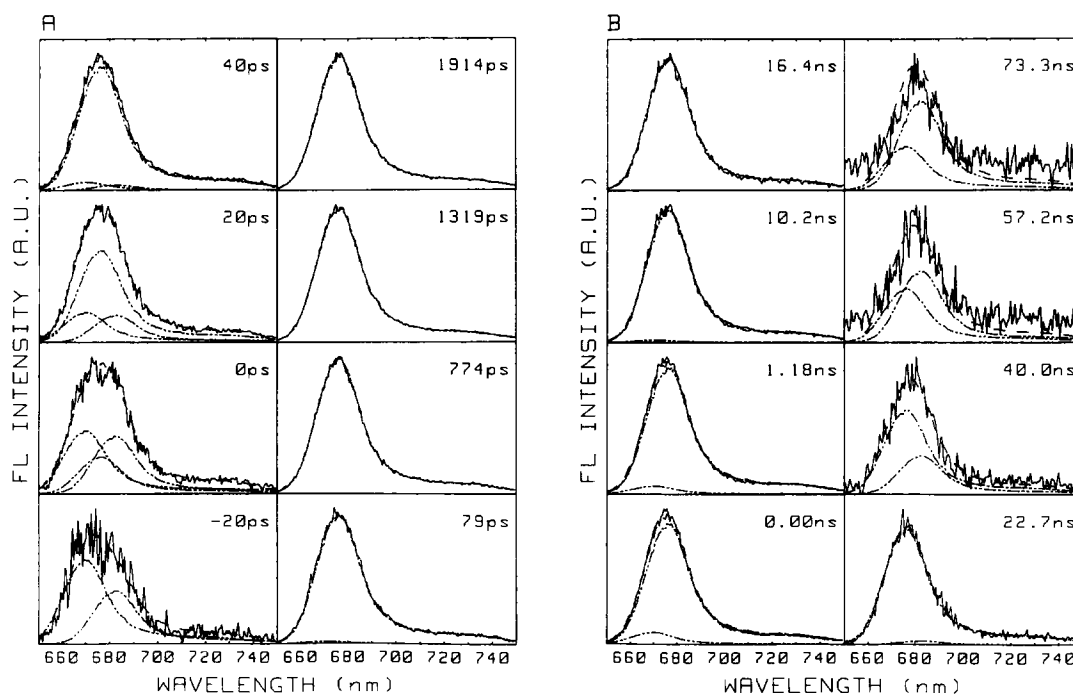 A
FL INTENSITY (A.U.)
40ps
1914ps
20ps
1319ps
0ps
774ps
-20ps
79ps
660 680 700 720 740 660 680 700 720 740
WAVELENGTH (nm)
B
FL INTENSITY (A.U.)
16.4ns
73.3ns
10.2ns
57.2ns
1.18ns
40.0ns
0.00ns
22.7ns
660 680 700 720 740 660 680 700 720 740
WAVELENGTH (nm)